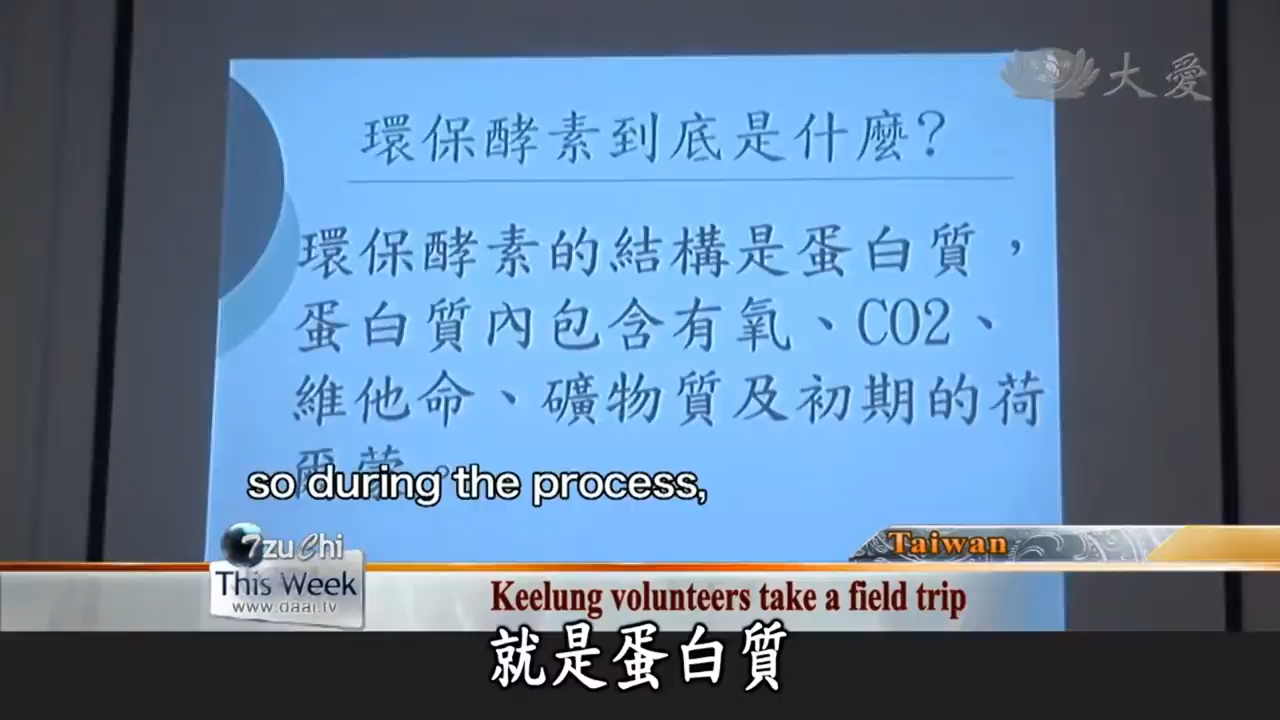 大愛
環保酵素到底是什麼?
環保酵素的結構是蛋白質，
蛋白質內包含有氧、CO2、
維他命、礦物質及初期的荷
爾蒙。
so during the process,
Tzu Chi
This Week
www.daai.tv
Taiwan
Keelung volunteers take a field trip
就是蛋白質